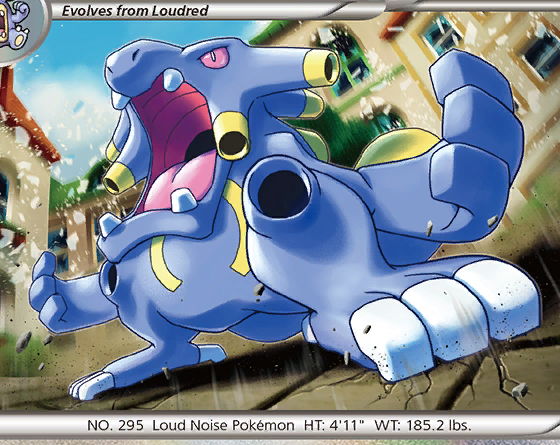 Evolves from Loudred
NO. 295 Loud Noise Pokémon HT: 4'11" WT: 185.2 lbs.